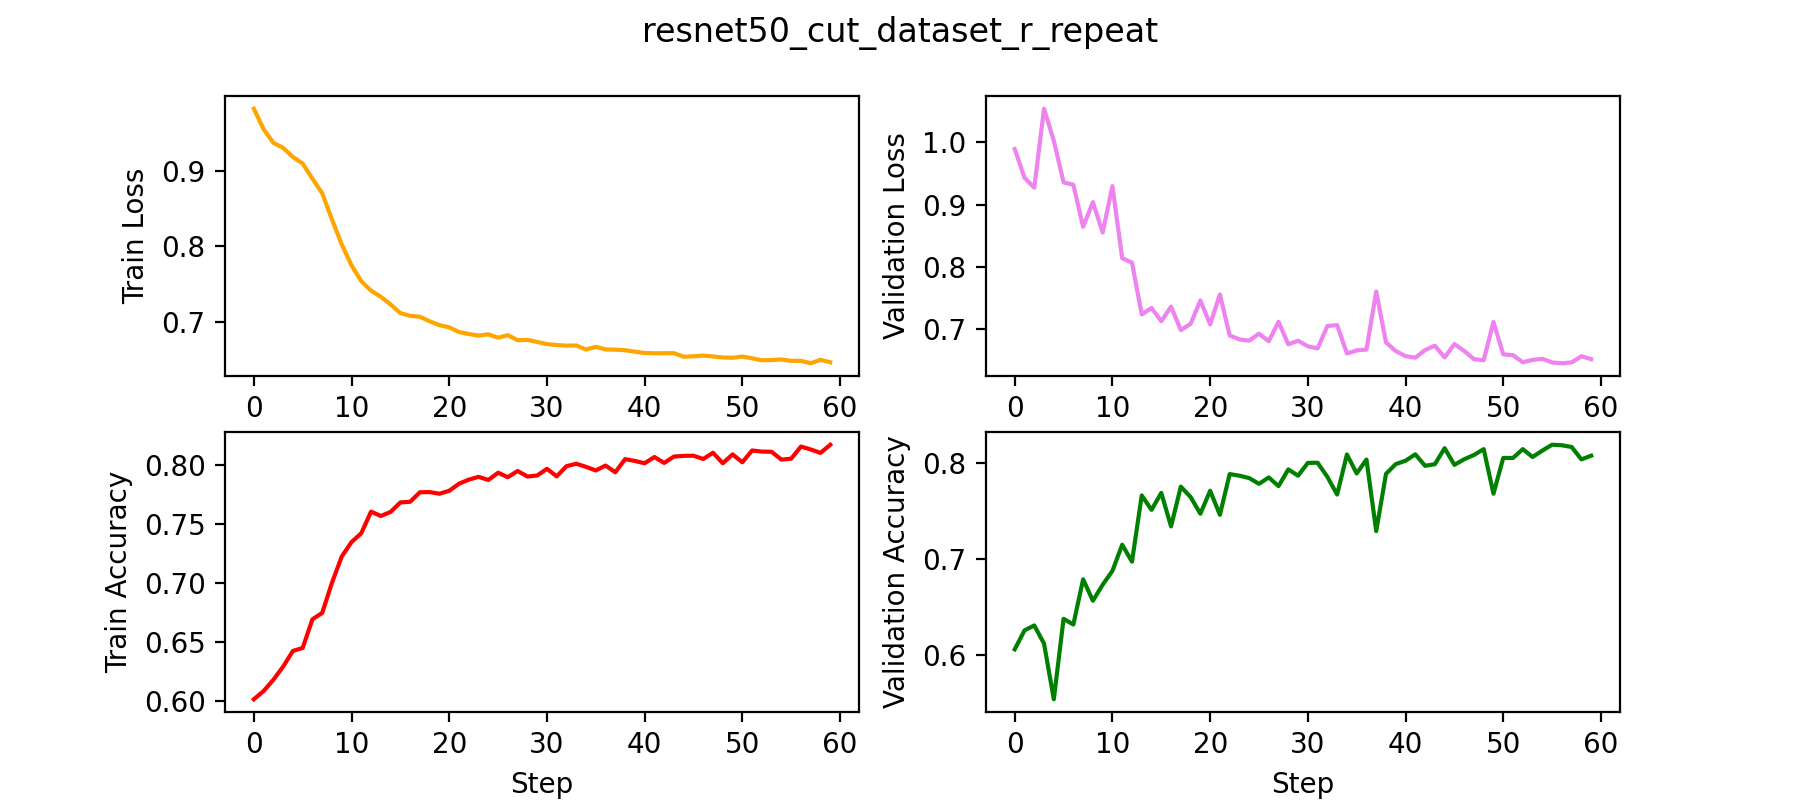 resnet50_cut_dataset_r_repeat
Train Loss
0.9
0.8
0.7
0 10 20 30 40 50 60
Validation Loss
1.0
0.9
0.8
0.7
0 10 20 30 40 50 60
Train Accuracy
0.80
0.75
0.70
0.65
0.60
0 10 20 30 40 50 60
Step
Validation Accuracy
0.8
0.7
0.6
0 10 20 30 40 50 60
Step